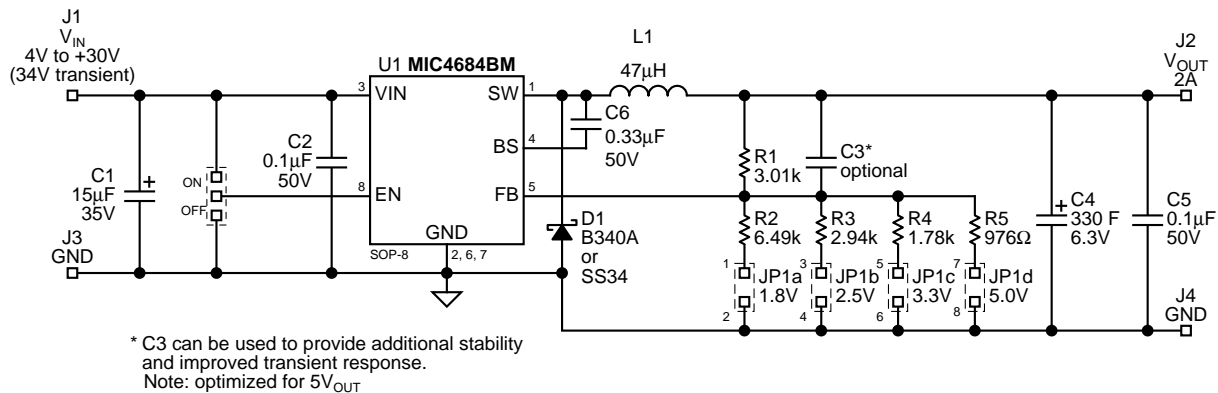 J1
VIN
4V to +30V
(34V transient)
U1 MIC4684BM
L1
47µH
J2
VOUT
2A
3 VIN
SW 1
C6
0.33µF
50V
BS 4
C2
0.1µF
50V
R1
3.01k
C3*
optional
C1
15µF
35V
+
ON
OFF
8 EN
FB 5
GND
SOP-8
2, 6, 7
D1
B340A
or
SS34
R2
6.49k
R3
2.94k
R4
1.78k
R5
976Ω
+
C4
330 F
6.3V
C5
0.1µF
50V
J3
GND
1 JP1a
1.8V
2
3 JP1b
2.5V
4
5 JP1c
3.3V
6
7 JP1d
5.0V
8
J4
GND
* C3 can be used to provide additional stability
and improved transient response.
Note: optimized for 5VOUT